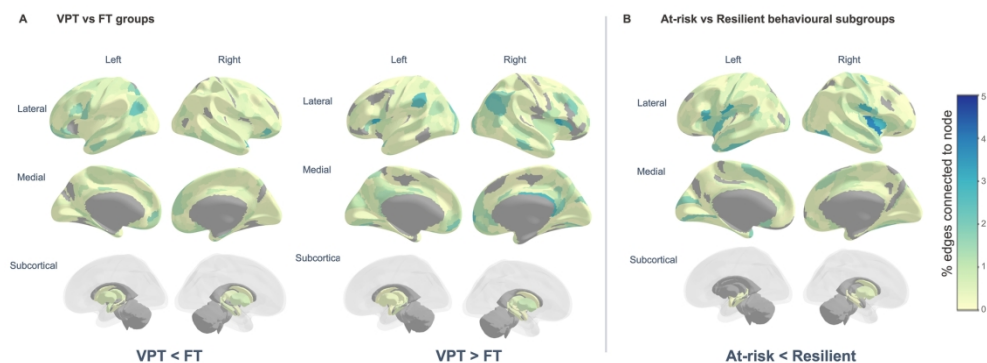 A VPT vs FT groups
B At-risk vs Resilient behavioural subgroups
Left Right
Left Right
Left Right
Lateral
Lateral
Lateral
Medial
Medial
Medial
Subcortical
Subcortica
Subcortical
VPT < FT
VPT > FT
At-risk < Resilient
% edges connected to node
5
4
3
2
1
0